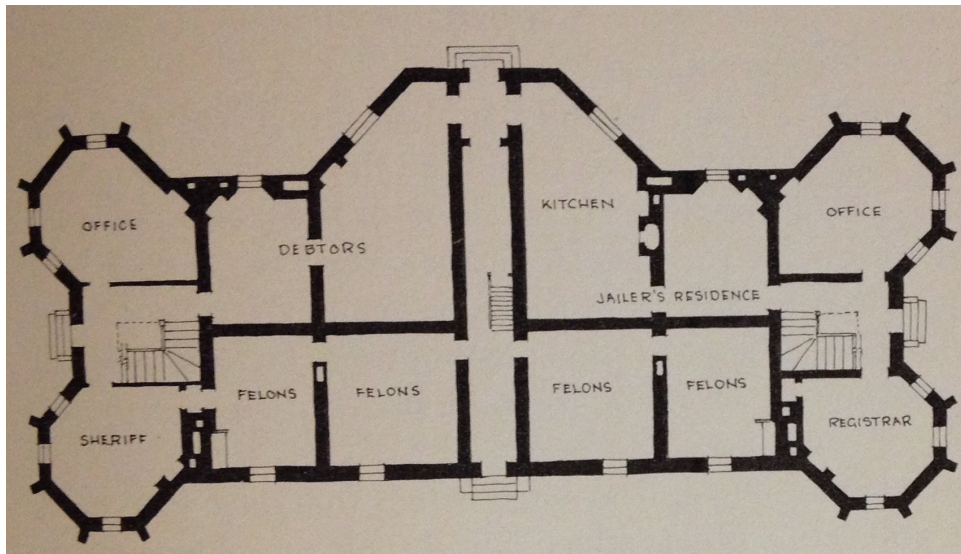 OFFICE
DEBTORS
KITCHEN
OFFICE
JAILER'S RESIDENCE
FELONS
FELONS
FELONS
FELONS
SHERIFF
REGISTRAR